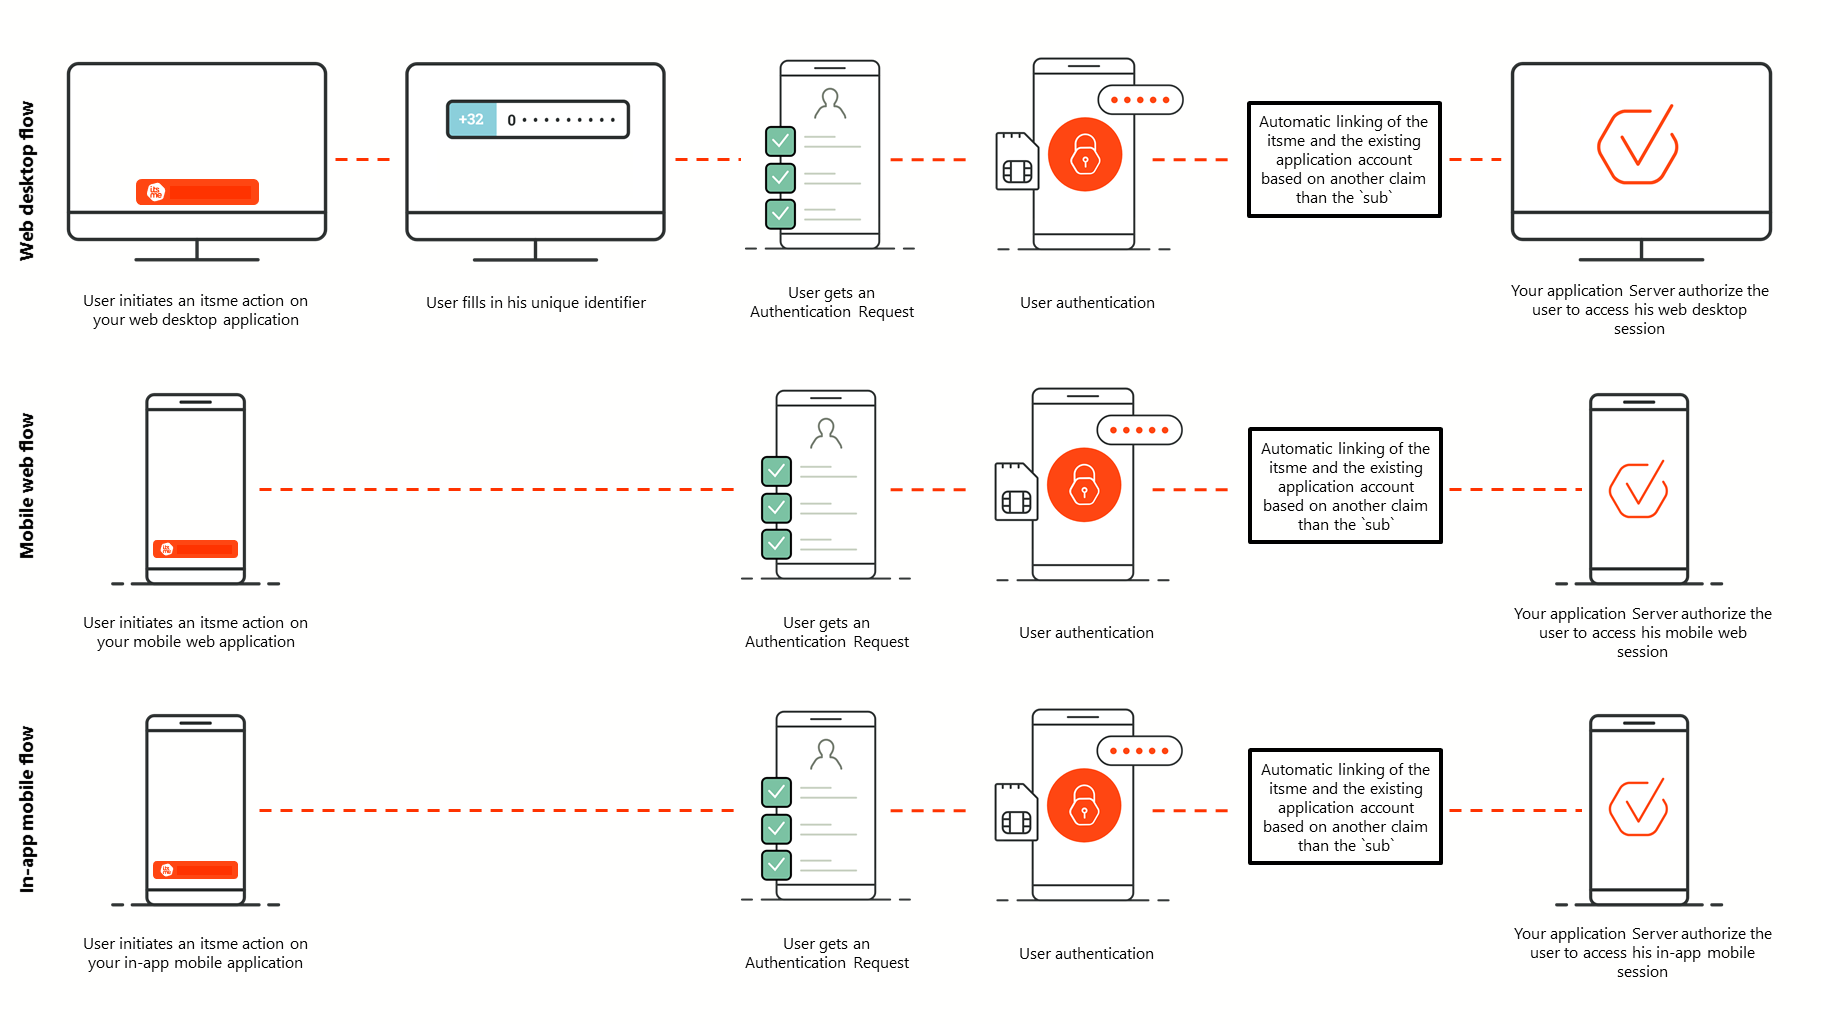 Web desktop flow
itsme
+32 0 • • • • • • • • •
Automatic linking of the
itsme and the existing
application account
based on another claim
than the `sub`
User initiates an itsme action on
your web desktop application
User fills in his unique identifier
User gets an
Authentication Request
User authentication
Your application Server authorize the
user to access his web desktop
session
Mobile web flow
itsme
Automatic linking of the
itsme and the existing
application account
based on another claim
than the `sub`
User initiates an itsme action on
your mobile web application
User gets an
Authentication Request
User authentication
Your application Server authorize the
user to access his mobile web
session
In-app mobile flow
itsme
Automatic linking of the
itsme and the existing
application account
based on another claim
than the `sub`
User initiates an itsme action on
your in-app mobile application
User gets an
Authentication Request
User authentication
Your application Server authorize the
user to access his in-app mobile
session